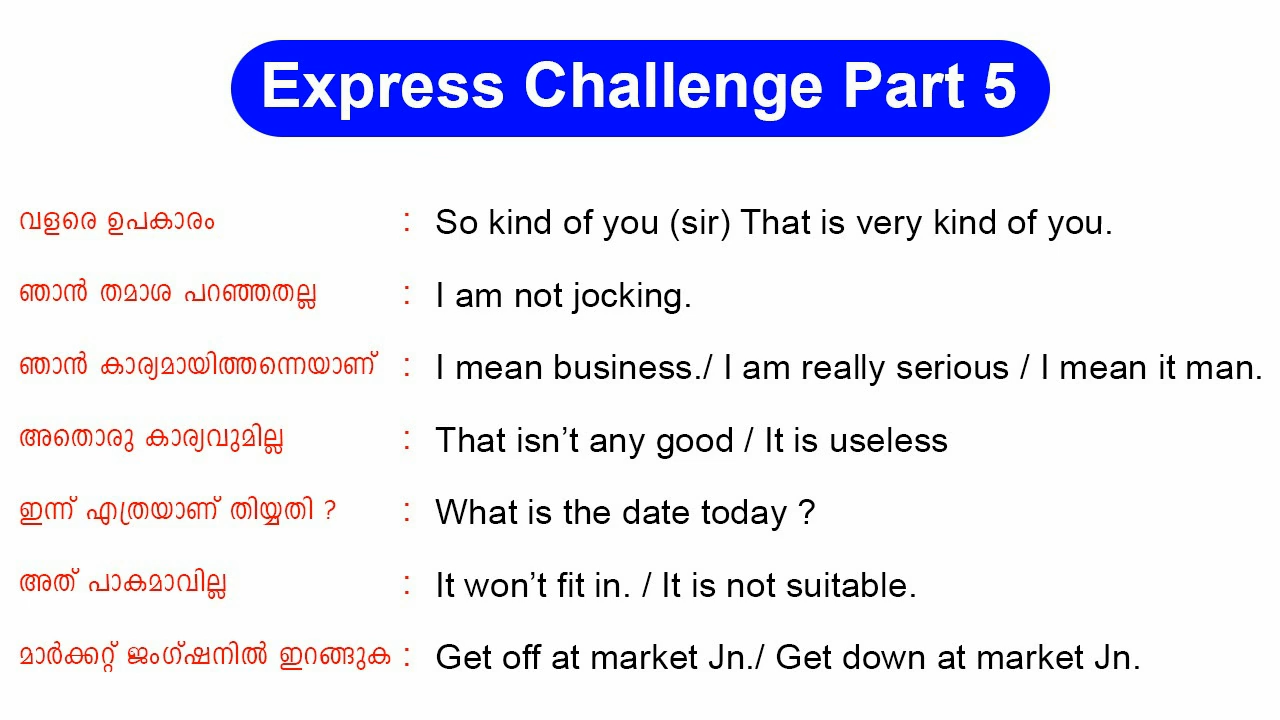 Express Challenge Part 5
വളരെ ഉപകാരം : So kind of you (sir) That is very kind of you.
ഞാൻ തമാശ പറഞ്ഞതല്ല : I am not jocking.
ഞാൻ കാര്യമായിത്തന്നെയാണ് : I mean business./ I am really serious / I mean it man.
അതൊരു കാര്യവുമില്ല : That isn’t any good / It is useless
ഇന്ന് എത്രയാണ് തിയ്യതി ? : What is the date today ?
അത് പാകമാവില്ല : It won’t fit in. / It is not suitable.
മാർക്കറ്റ് ജംഗ്ഷനിൽ ഇറങ്ങുക : Get off at market Jn./ Get down at market Jn.